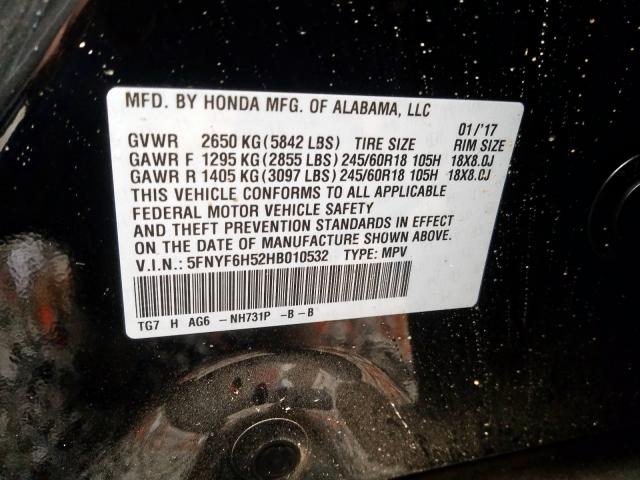 MFD. BY HONDA MFG. OF ALABAMA, LLC
01/'17
GVWR 2650 KG (5842 LBS) TIRE SIZE RIM SIZE
GAWR F 1295 KG (2855 LBS) 245/60R18 105H 18X8.0J
GAWR R 1405 KG (3097 LBS) 245/60R18 105H 18X8.0J
THIS VEHICLE CONFORMS TO ALL APPLICABLE
FEDERAL MOTOR VEHICLE SAFETY
AND THEFT PREVENTION STANDARDS IN EFFECT
ON THE DATE OF MANUFACTURE SHOWN ABOVE.
V.I.N.: 5FNYF6H52HB010532 TYPE: MPV
TG7 H AG6 -NH731P -B-B